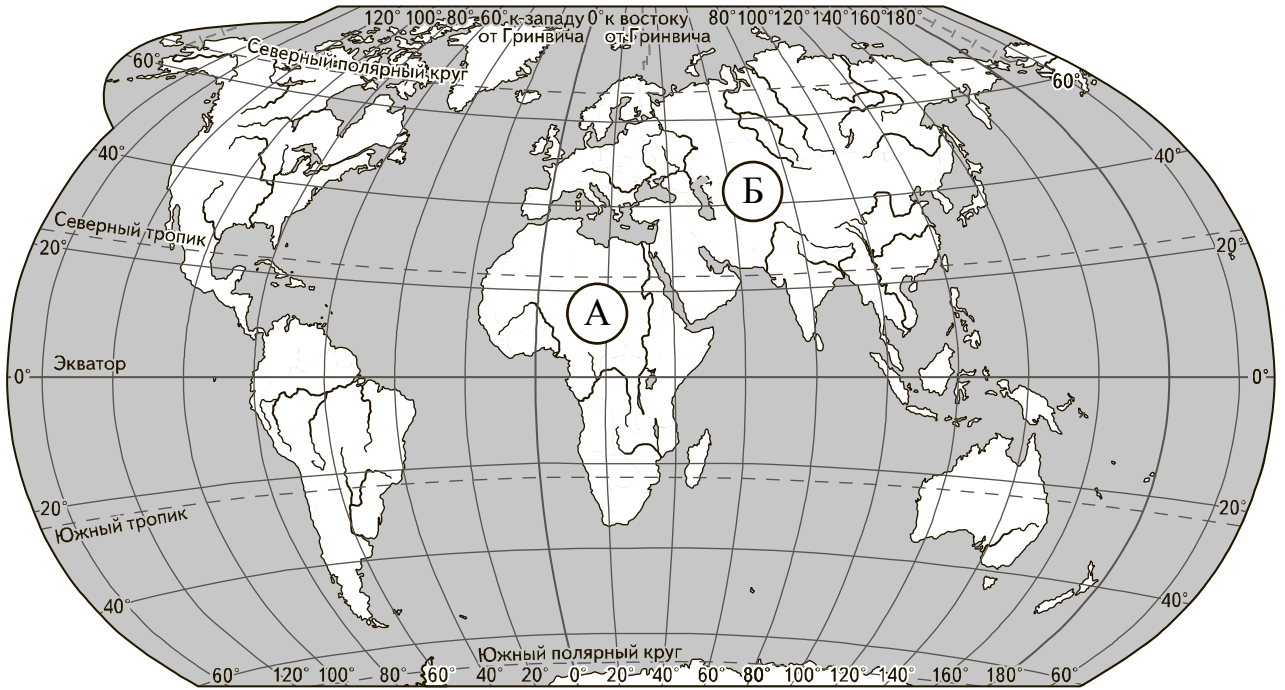 120° 100° 80° 60° к западу 0° к востоку 80° 100° 120° 140° 160° 180°
от Гринвича от Гринвича
Северный полярный круг
60° 60°
40° 40°
Б
Северный тропик
20° 20°
А
Экватор
0° 0°
20° 20°
Южный тропик
40° 40°
Южный полярный круг
60° 120° 100° 80° 60° 40° 20° 0° 20° 40° 60° 80° 100° 120° 140° 160° 60°